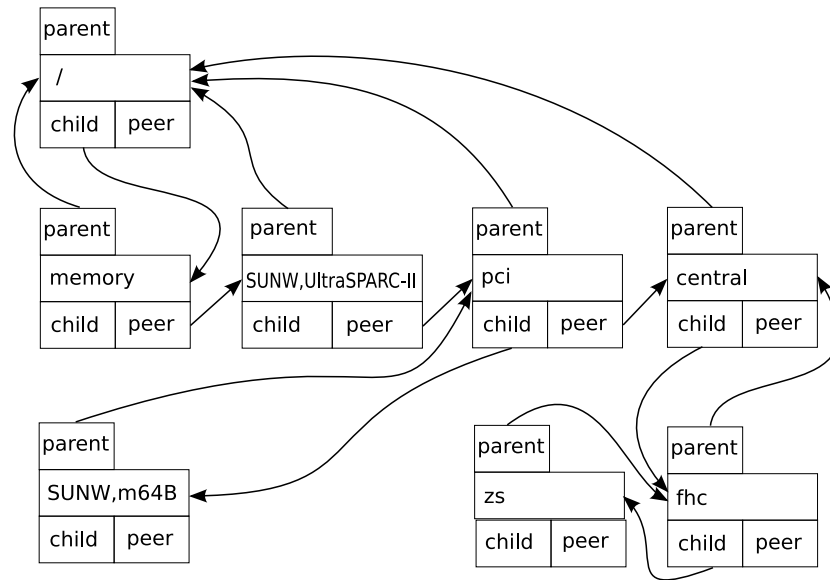 parent
/
child peer
parent
memory
child peer
parent
SUNW,UltraSPARC-II
child peer
parent
pci
child peer
parent
central
child peer
parent
SUNW,m64B
child peer
parent
zs
child peer
parent
fhc
child peer